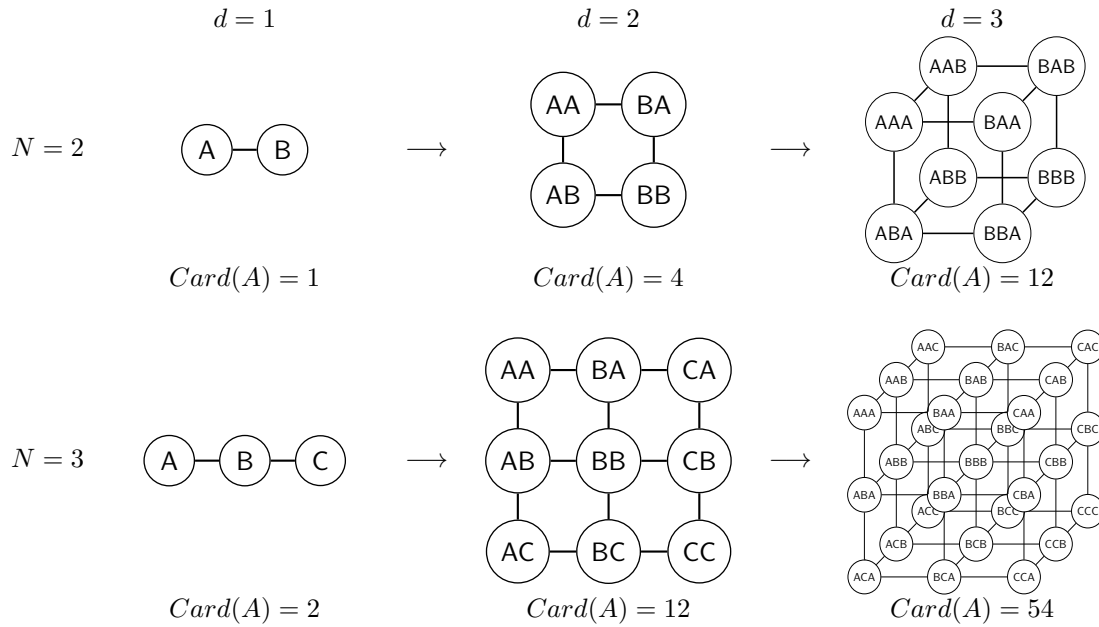 d = 1 d = 2 d = 3
AAB BAB
AA BA
AAA BAA
N = 2 A B ⟶ ⟶
ABB BBB
AB BB
ABA BBA
Card(A) = 1 Card(A) = 4 Card(A) = 12
AAC BAC CAC
AA BA CA
AAB BAB CAB
AAA BAA CAA
ABC BBC CBC
N = 3 A B C ⟶ AB BB CB ⟶ ABB BBB CBB
ABA BBA CBA
ACC BCC CCC
ACB BCB CCB
AC BC CC
ACA BCA CCA
Card(A) = 2 Card(A) = 12 Card(A) = 54